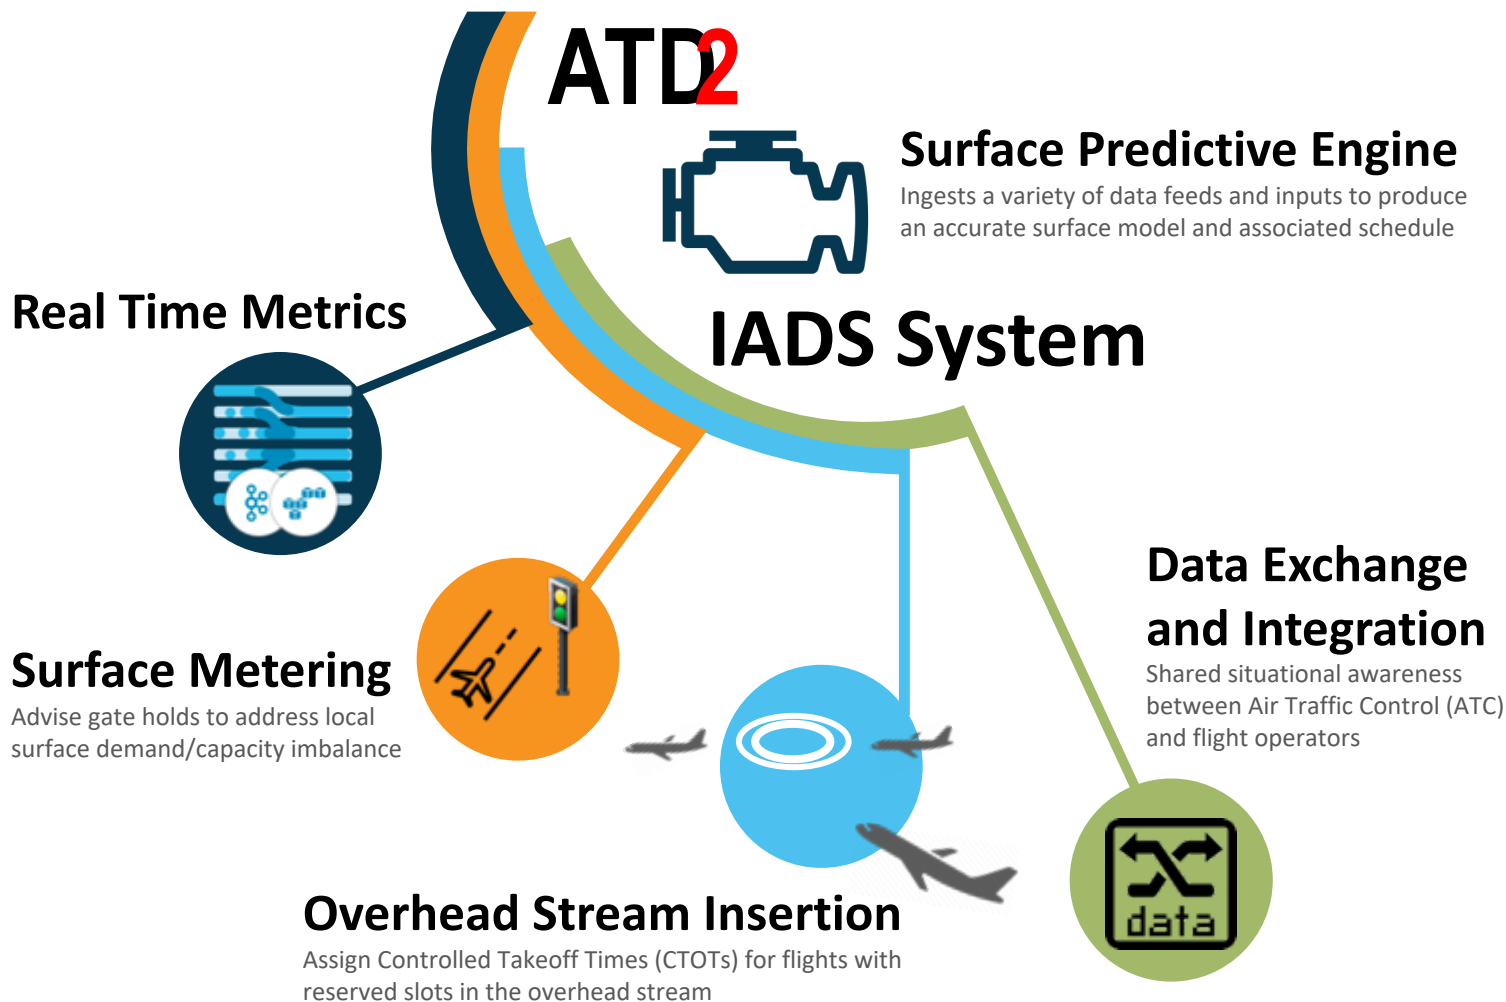 ATD2
Surface Predictive Engine
Ingests a variety of data feeds and inputs to produce
an accurate surface model and associated schedule
IADS System
Real Time Metrics
Surface Metering
Advise gate holds to address local
surface demand/capacity imbalance
Data Exchange
and Integration
Shared situational awareness
between Air Traffic Control (ATC)
and flight operators
data
Overhead Stream Insertion
Assign Controlled Takeoff Times (CTOTs) for flights with
reserved slots in the overhead stream